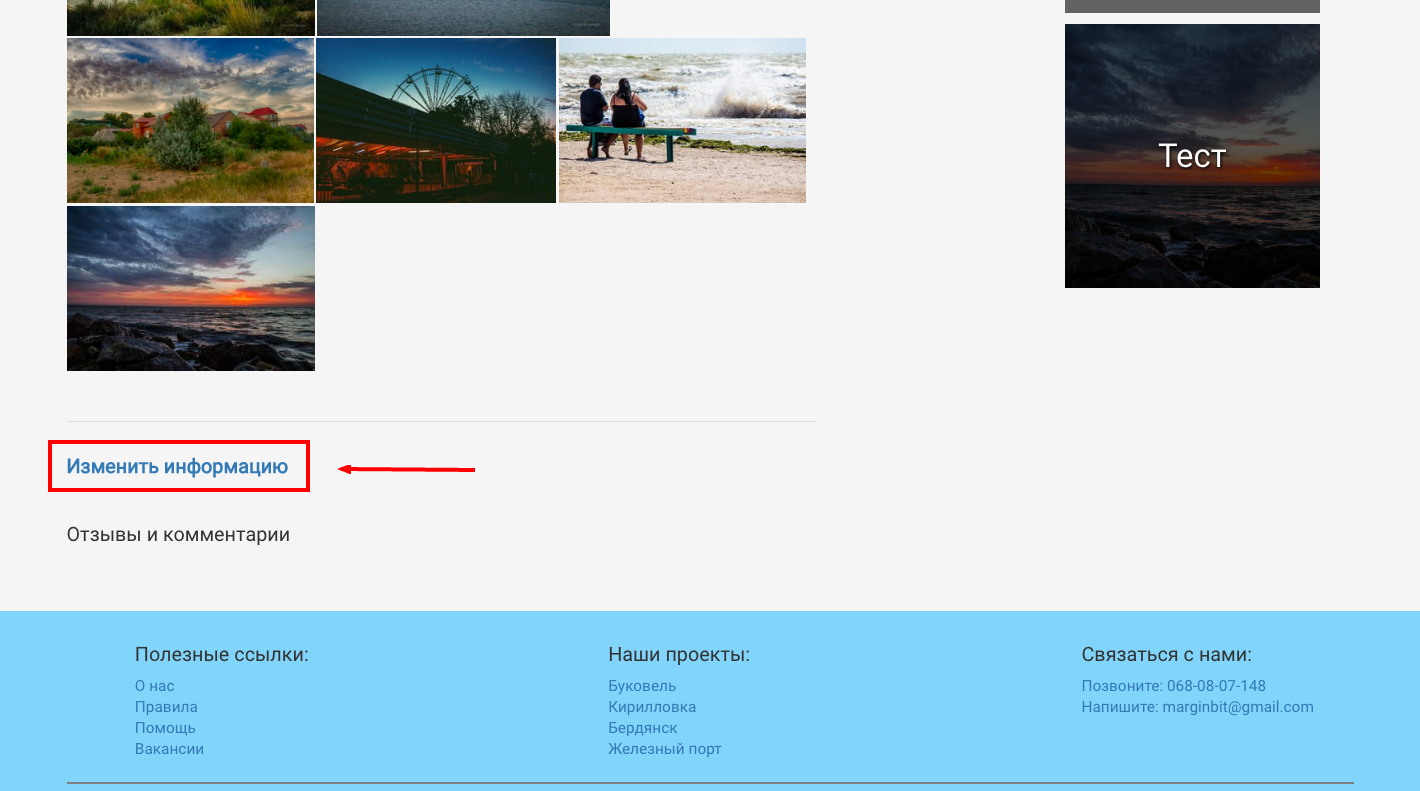 Тест
Изменить информацию
Отзывы и комментарии
Полезные ссылки:
О нас
Правила
Помощь
Вакансии
Наши проекты:
Буковель
Кирилловка
Бердянск
Железный порт
Связаться с нами:
Позвоните: 068-08-07-148
Напишите: marginbit@gmail.com